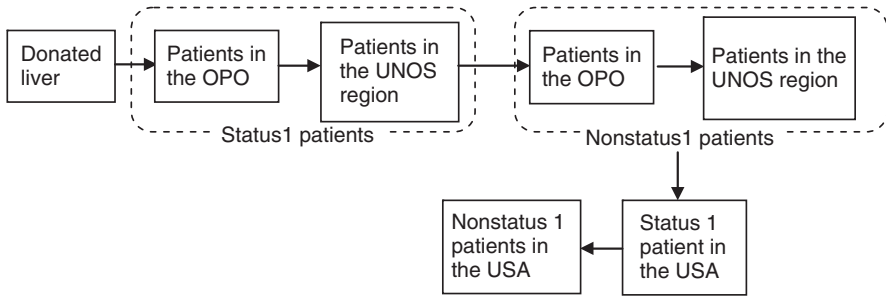 Donated
liver
Patients in
the OPO
Patients in
the UNOS
region
Status1 patients
Patients in
the OPO
Patients in the
UNOS region
Nonstatus1 patients
Nonstatus 1
patients in
the USA
Status 1
patient in
the USA